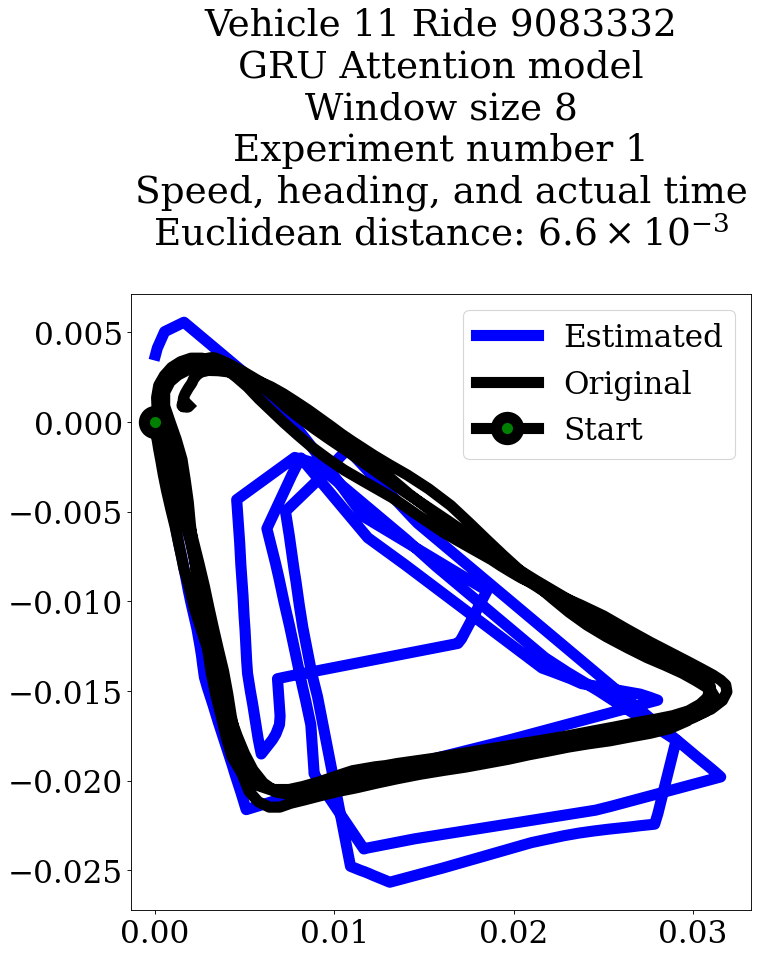 Vehicle 11 Ride 9083332
GRU Attention model
Window size 8
Experiment number 1
Speed, heading, and actual time
Euclidean distance: 6.6 × 10⁻³
Estimated
Original
Start
0.005
0.000
−0.005
−0.010
−0.015
−0.020
−0.025
0.00 0.01 0.02 0.03